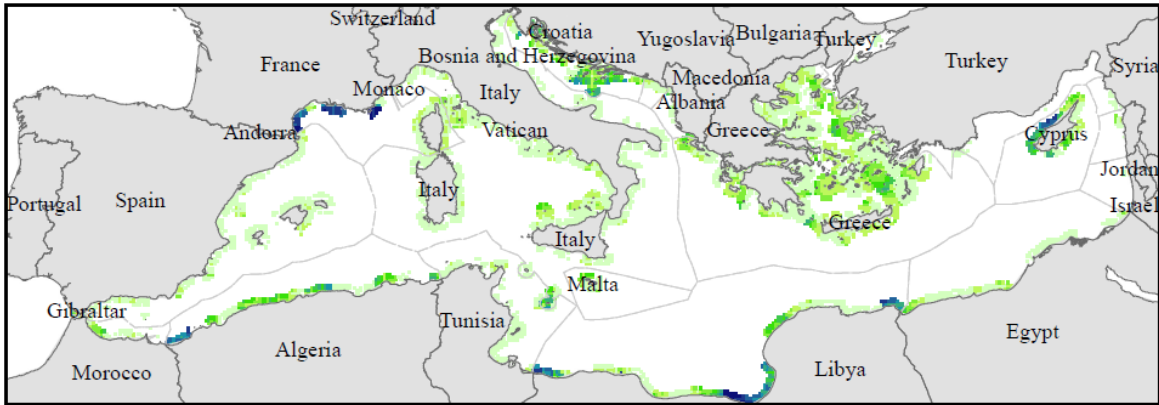 Switzerland
Croatia
Yugoslavia
Bulgaria
Turkey
Bosnia and Herzegovina
France
Turkey
Syria
Macedonia
Monaco
Italy
Albania
Andorra
Vatican
Greece
Cyprus
Jordan
Portugal
Spain
Italy
Israel
Greece
Italy
Malta
Gibraltar
Tunisia
Egypt
Algeria
Morocco
Libya